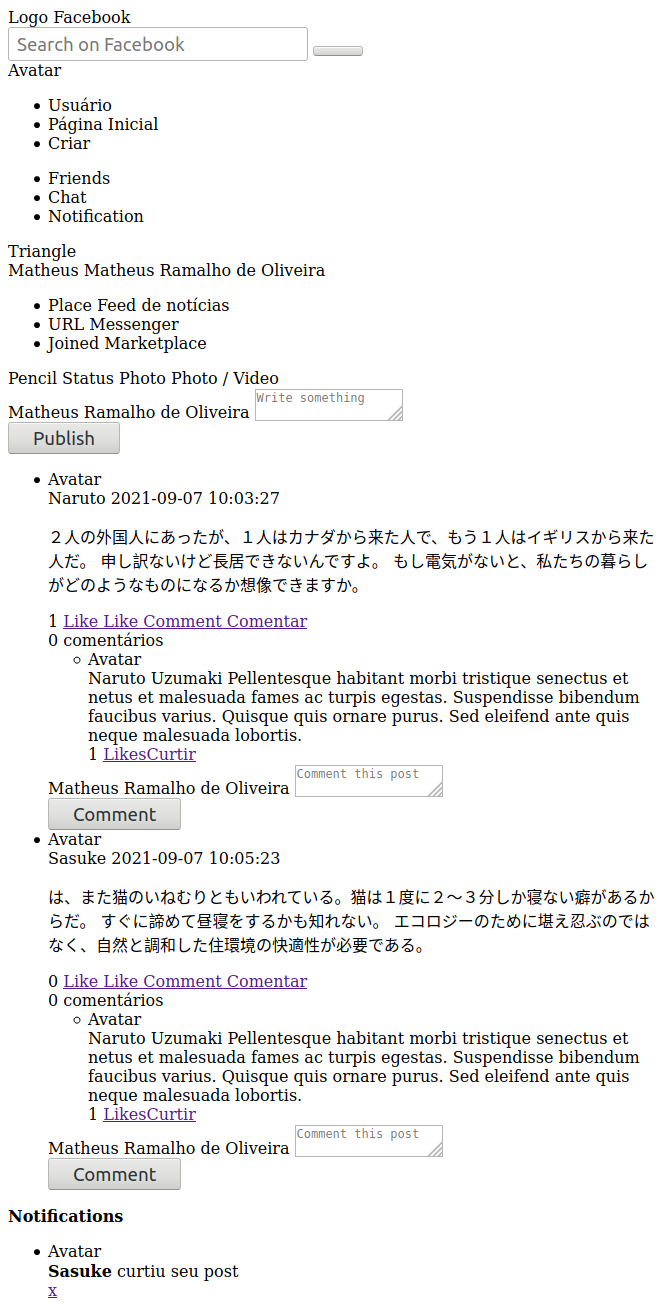 Logo Facebook
Search on Facebook
Avatar
Usuário
Página Inicial
Criar
Friends
Chat
Notification
Triangle
Matheus Matheus Ramalho de Oliveira
Place Feed de notícias
URL Messenger
Joined Marketplace
Pencil Status Photo Photo / Video
Matheus Ramalho de Oliveira Write something
Publish
Avatar
Naruto 2021-09-07 10:03:27
２人の外国人にあったが、１人はカナダから来た人で、もう１人はイギリスから来た
人だ。 申し訳ないけど長居できないんですよ。 もし電気がないと、私たちの暮らし
がどのようなものになるか想像できますか。
1 Like Like Comment Comentar
0 comentários
Avatar
Naruto Uzumaki Pellentesque habitant morbi tristique senectus et
netus et malesuada fames ac turpis egestas. Suspendisse bibendum
faucibus varius. Quisque quis ornare purus. Sed eleifend ante quis
neque malesuada lobortis.
1 LikesCurtir
Matheus Ramalho de Oliveira Comment this post
Comment
Avatar
Sasuke 2021-09-07 10:05:23
は、また猫のいねむりともいわれている。猫は１度に２〜３分しか寝ない癖があるか
らだ。 すぐに諦めて昼寝をするかも知れない。 エコロジーのために堪え忍ぶのでは
なく、自然と調和した住環境の快適性が必要である。
0 Like Like Comment Comentar
0 comentários
Avatar
Naruto Uzumaki Pellentesque habitant morbi tristique senectus et
netus et malesuada fames ac turpis egestas. Suspendisse bibendum
faucibus varius. Quisque quis ornare purus. Sed eleifend ante quis
neque malesuada lobortis.
1 LikesCurtir
Matheus Ramalho de Oliveira Comment this post
Comment
Notifications
Avatar
Sasuke curtiu seu post
x